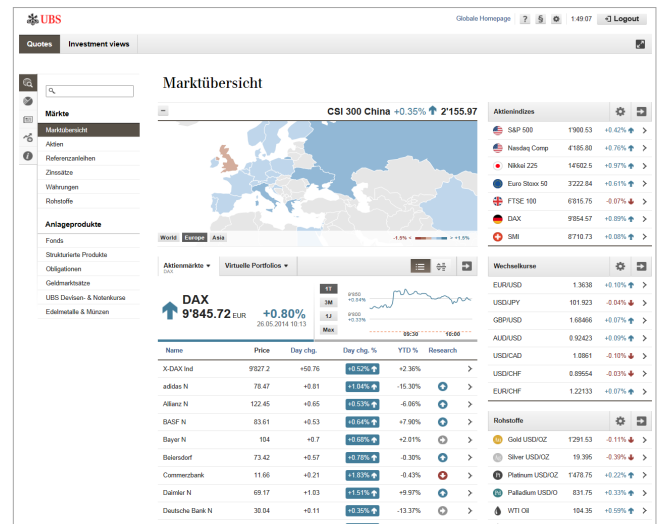 UBS
Globale Homepage ? § 1:49:07 Logout
Quotes Investment views
Marktübersicht
Märkte
Marktübersicht
Aktien
Referenzanleihen
Zinssätze
Währungen
Rohstoffe
Anlageprodukte
Fonds
Strukturierte Produkte
Obligationen
Geldmarktsätze
UBS Devisen- & Notenkurse
Edelmetalle & Münzen
CSI 300 China +0.35% 2'155.97
World Europe Asia
-1.5% < > +1.5%
Aktienmärkte Virtuelle Portfolios
DAX
DAX
9'845.72 EUR +0.80%
26.05.2014 10:13
1T
3M
1J
Max
9'950
+0.84%
9'800
+0.33%
09:30 10:00
Name Price Day chg. Day chg. % YTD % Research
X-DAX Ind 9'827.2 +50.76 +0.52% +2.36%
adidas N 78.47 +0.81 +1.04% -15.30%
Allianz N 122.45 +0.65 +0.53% -6.06%
BASF N 83.61 +0.53 +0.64% +7.90%
Bayer N 104 +0.7 +0.68% +2.01%
Beiersdorf 73.42 +0.57 +0.78% -0.30%
Commerzbank 11.66 +0.21 +1.83% -0.43%
Daimler N 69.17 +1.03 +1.51% +9.97%
Deutsche Bank N 30.04 +0.11 +0.35% -13.37%
Aktienindizes
S&P 500 1'900.53 +0.42%
Nasdaq Comp 4'185.80 +0.76%
Nikkei 225 14'602.5 +0.97%
Euro Stoxx 50 3'222.84 +0.61%
FTSE 100 6'815.75 -0.07%
DAX 9'854.57 +0.89%
SMI 8'710.73 +0.08%
Wechselkurse
EUR/USD 1.3638 +0.10%
USD/JPY 101.923 -0.04%
GBP/USD 1.68466 +0.07%
AUD/USD 0.92423 +0.09%
USD/CAD 1.0861 -0.10%
USD/CHF 0.89554 -0.03%
EUR/CHF 1.22133 +0.07%
Rohstoffe
Gold USD/OZ 1'291.53 -0.11%
Silver USD/OZ 19.395 -0.39%
Platinum USD/OZ 1'478.75 +0.22%
Palladium USD/O 831.75 +0.33%
WTI Oil 104.35 +0.59%